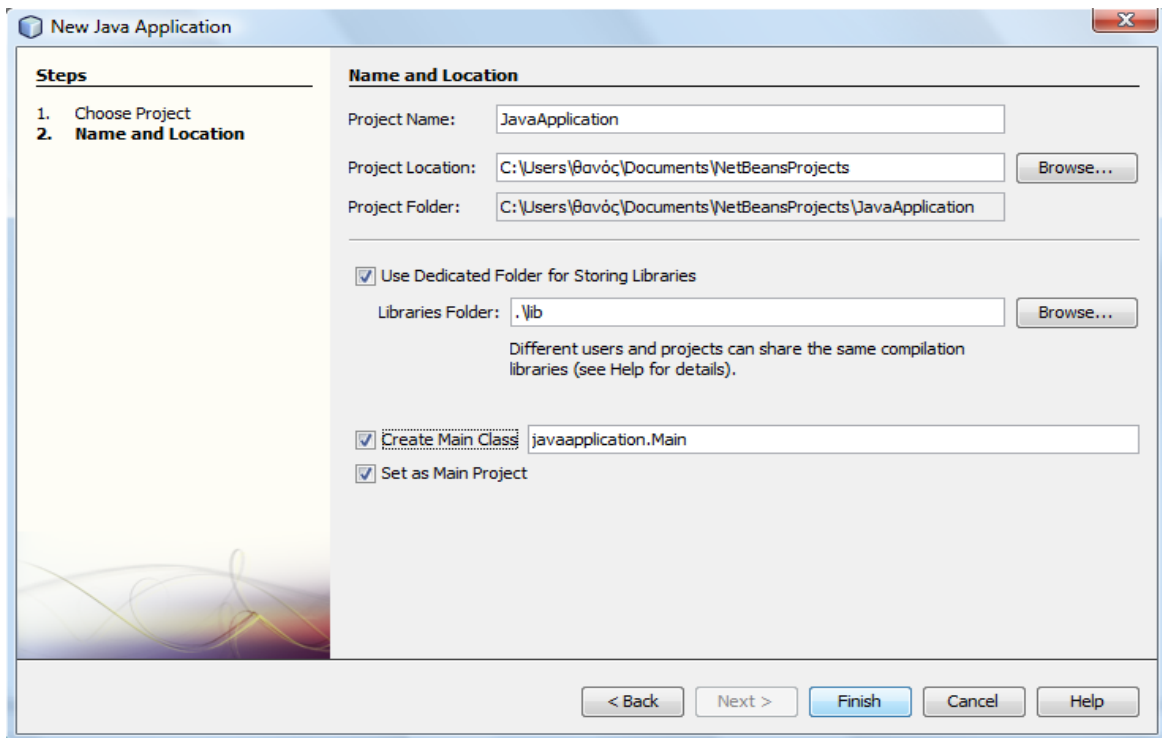 New Java Application
Steps
1. Choose Project
2. Name and Location
Name and Location
Project Name: JavaApplication
Project Location: C:\Users\θανός\Documents\NetBeansProjects Browse...
Project Folder: C:\Users\θανός\Documents\NetBeansProjects\JavaApplication
Use Dedicated Folder for Storing Libraries
Libraries Folder: .\lib Browse...
Different users and projects can share the same compilation
libraries (see Help for details).
Create Main Class javaapplication.Main
Set as Main Project
< Back Next > Finish Cancel Help